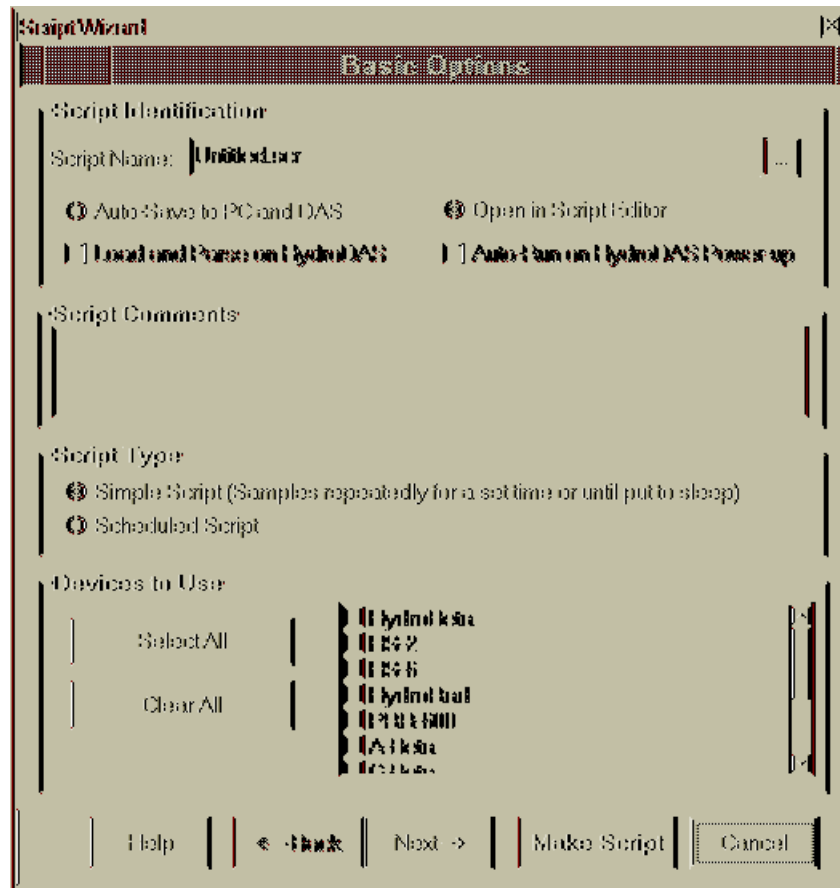 Script Wizard
Basic Options
Script Identification
Script Name: Untitled.scr ...
Auto-Save to PC and DAS Open in Script Editor
Load and Parse on HydroDAS Auto-Run on HydroDAS Power-up
Script Comments
Script Type
Simple Script (Samples repeatedly for a set time or until put to sleep)
Scheduled Script
Devices to Use
Select All
Clear All
Help <- Back Next -> Make Script Cancel